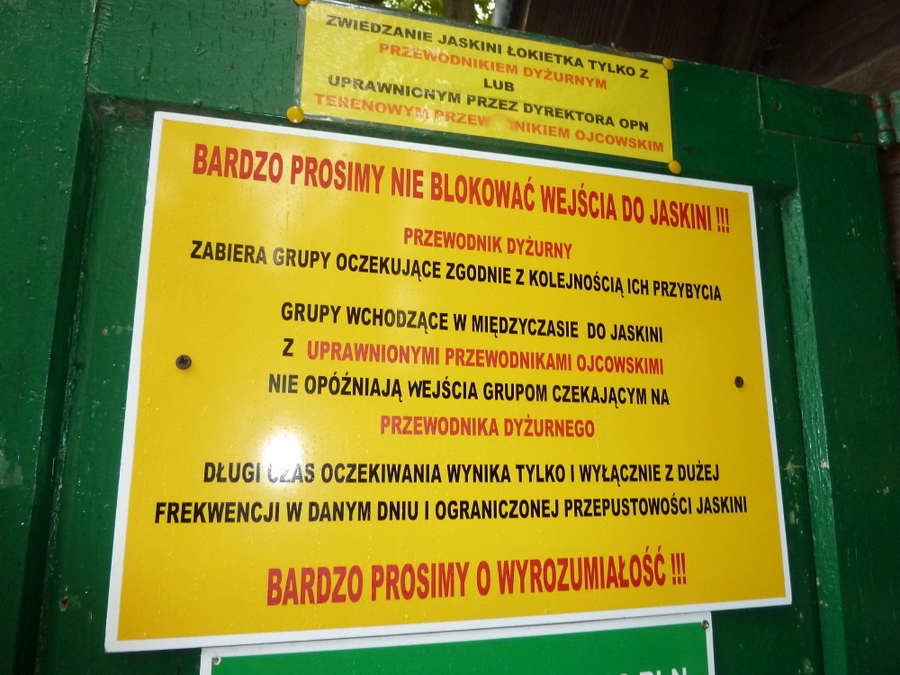 ZWIEDZANIE JASKINI ŁOKIETKA TYLKO Z
PRZEWODNIKIEM DYŻURNYM
LUB
UPRAWNIONYM PRZEZ DYREKTORA OPN
TERENOWYM OJCOWSKIM
BARDZO PROSIMY NIE BLOKOWAĆ WEJŚCIA DO JASKINI !!!
PRZEWODNIK DYŻURNY
ZABIERA GRUPY OCZEKUJĄCE ZGODNIE Z KOLEJNOŚCIĄ ICH PRZYBYCIA
GRUPY WCHODZĄCE W MIĘDZYCZASIE DO JASKINI
Z UPRAWNIONYMI PRZEWODNIKAMI OJCOWSKIMI
NIE OPÓŹNIAJĄ WEJŚCIA GRUPOM CZEKAJĄCYM NA
PRZEWODNIKA DYŻURNEGO
DŁUGI CZAS OCZEKIWANIA WYNIKA TYLKO I WYŁĄCZNIE Z DUŻEJ
FREKWENCJI W DANYM DNIU I OGRANICZONEJ PRZEPUSTOWOŚCI JASKINI
BARDZO PROSIMY O WYROZUMIAŁOŚĆ !!!
PLN